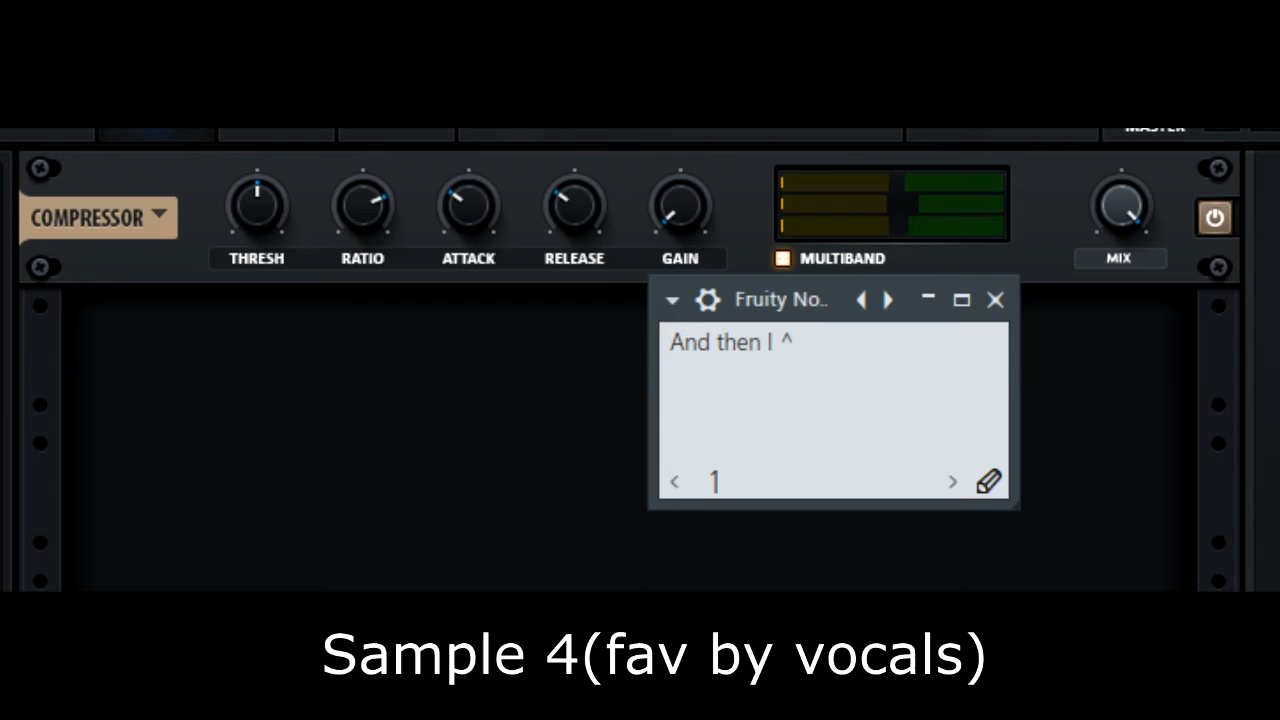 MASTER
COMPRESSOR
THRESH RATIO ATTACK RELEASE GAIN MULTIBAND MIX
Fruity No..
And then I ^
< 1 >
Sample 4(fav by vocals)